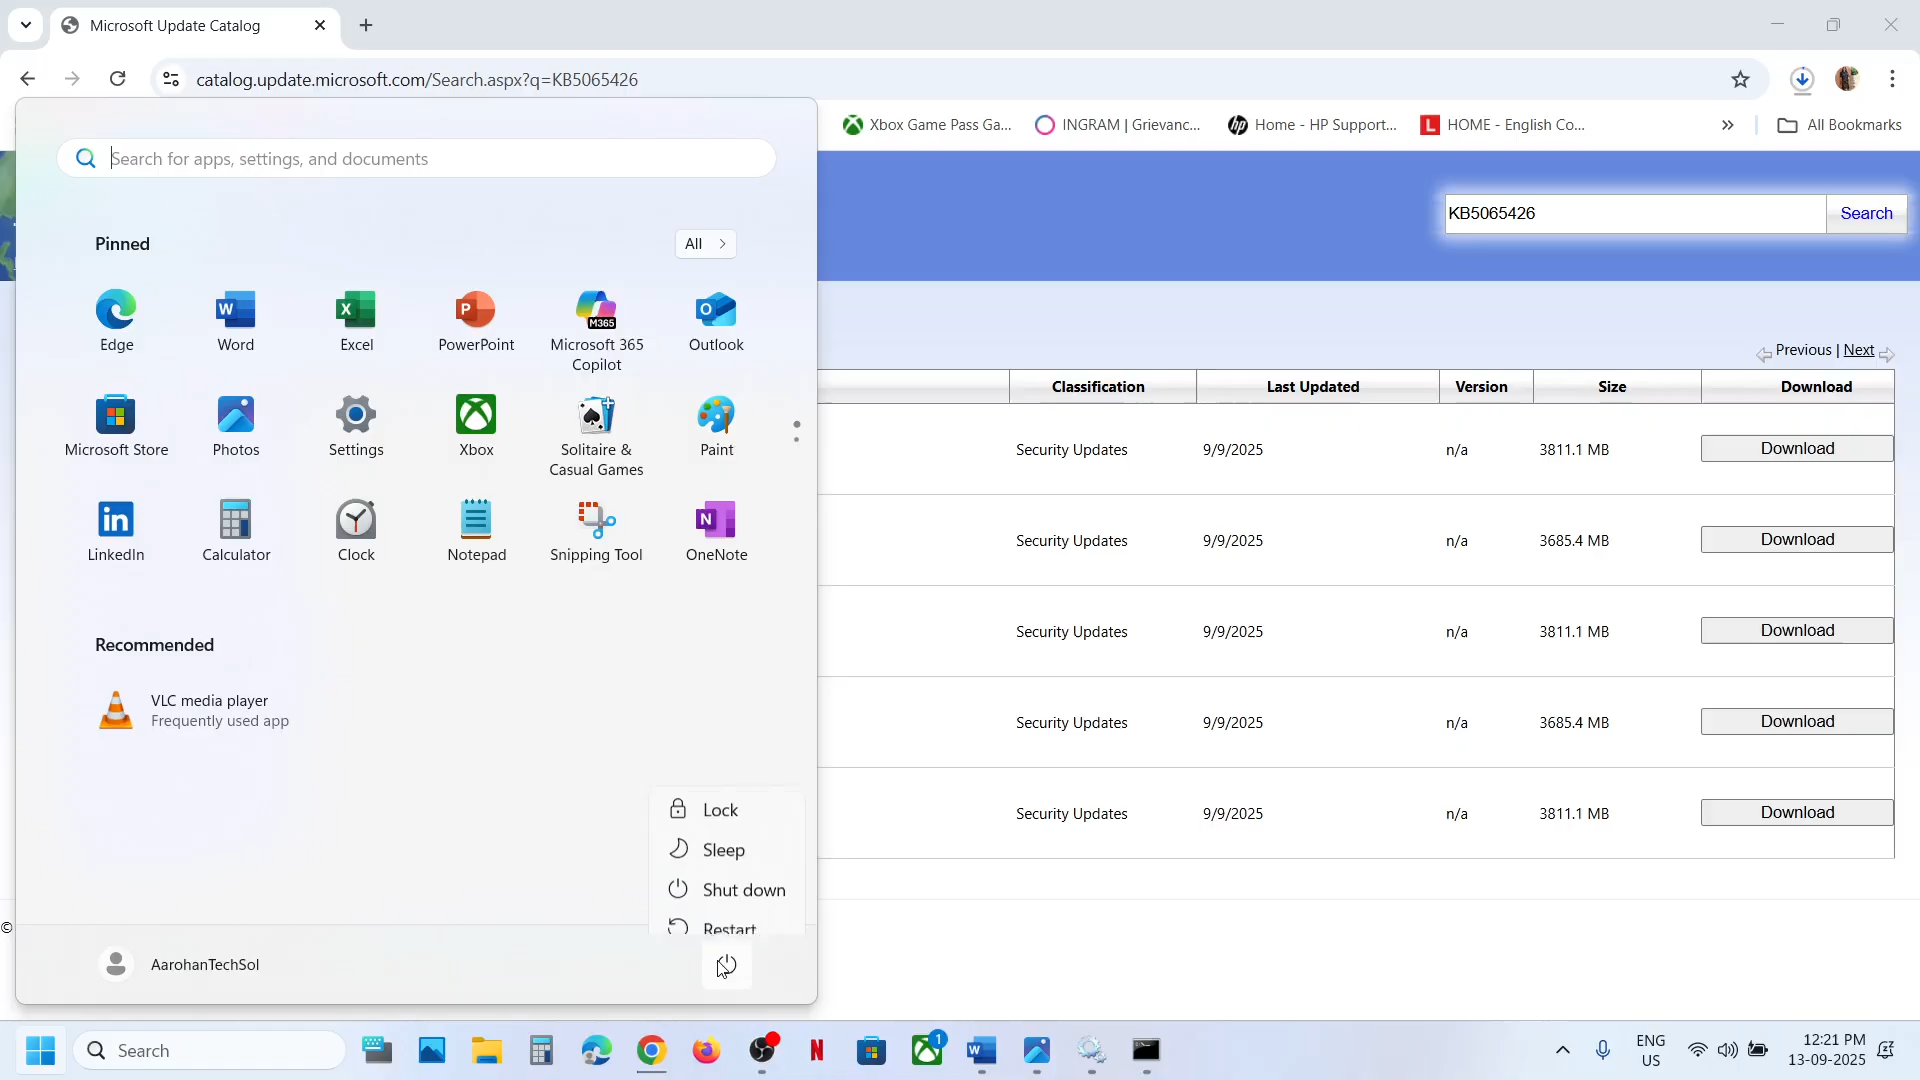 Microsoft Update Catalog
catalog.update.microsoft.com/Search.aspx?q=KB5065426
Xbox Game Pass Ga...
INGRAM | Grievanc...
Home - HP Support...
HOME - English Co...
»
All Bookmarks
Search for apps, settings, and documents
KB5065426
Search
Pinned
All >
Edge
Word
Excel
PowerPoint
Microsoft 365
Copilot
Outlook
Microsoft Store
Photos
Settings
Xbox
Solitaire &
Casual Games
Paint
LinkedIn
Calculator
Clock
Notepad
Snipping Tool
OneNote
Recommended
VLC media player
Frequently used app
Lock
Sleep
Shut down
Restart
AarohanTechSol
Previous | Next
Classification Last Updated Version Size Download
Security Updates 9/9/2025 n/a 3811.1 MB Download
Security Updates 9/9/2025 n/a 3685.4 MB Download
Security Updates 9/9/2025 n/a 3811.1 MB Download
Security Updates 9/9/2025 n/a 3685.4 MB Download
Security Updates 9/9/2025 n/a 3811.1 MB Download
©
Search
1
ENG
US
12:21 PM
13-09-2025